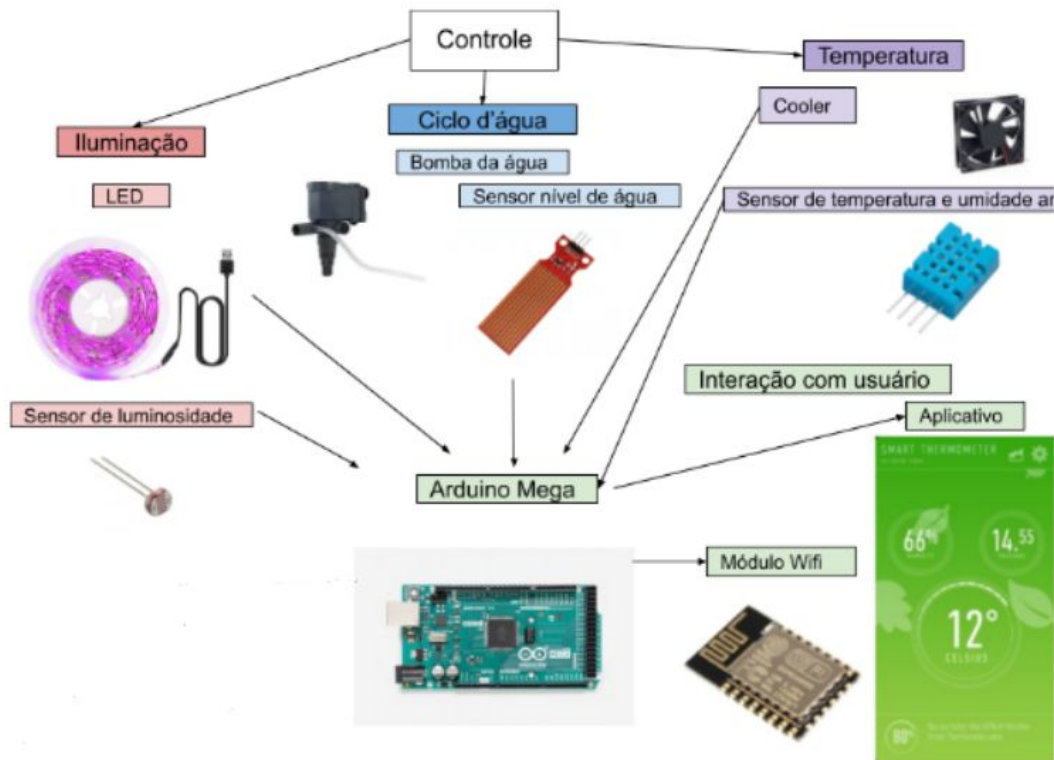 Controle
Temperatura
Cooler
Ciclo d'água
Iluminação
Bomba da água
LED
Sensor nível de água
Sensor de temperatura e umidade ar
Interação com usuário
Sensor de luminosidade
Aplicativo
SMART THERMOMETER
Arduino Mega
66%
14.55
Módulo Wifi
12°
CELSIUS
80%